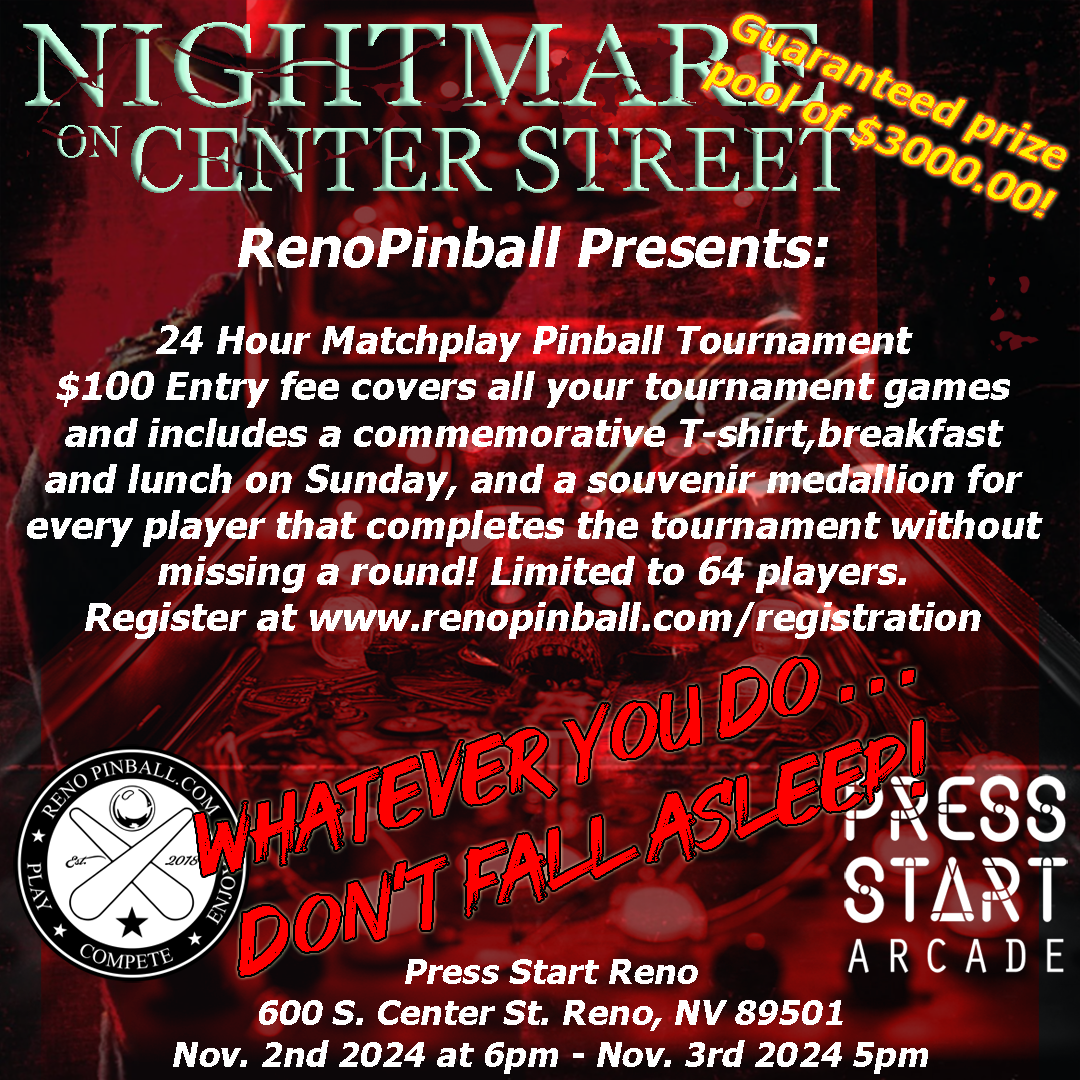 NIGHTMARE
ON CENTER STREET
Guaranteed prize
pool of $3000.00!
RenoPinball Presents:
24 Hour Matchplay Pinball Tournament
$100 Entry fee covers all your tournament games
and includes a commemorative T-shirt,breakfast
and lunch on Sunday, and a souvenir medallion for
every player that completes the tournament without
missing a round! Limited to 64 players.
Register at www.renopinball.com/registration
WHATEVER YOU DO ...
DON'T FALL ASLEEP!
RENO PINBALL.COM
Est. 2018
PLAY
COMPETE
ENJOY
PRESS
START
ARCADE
Press Start Reno
600 S. Center St. Reno, NV 89501
Nov. 2nd 2024 at 6pm - Nov. 3rd 2024 5pm